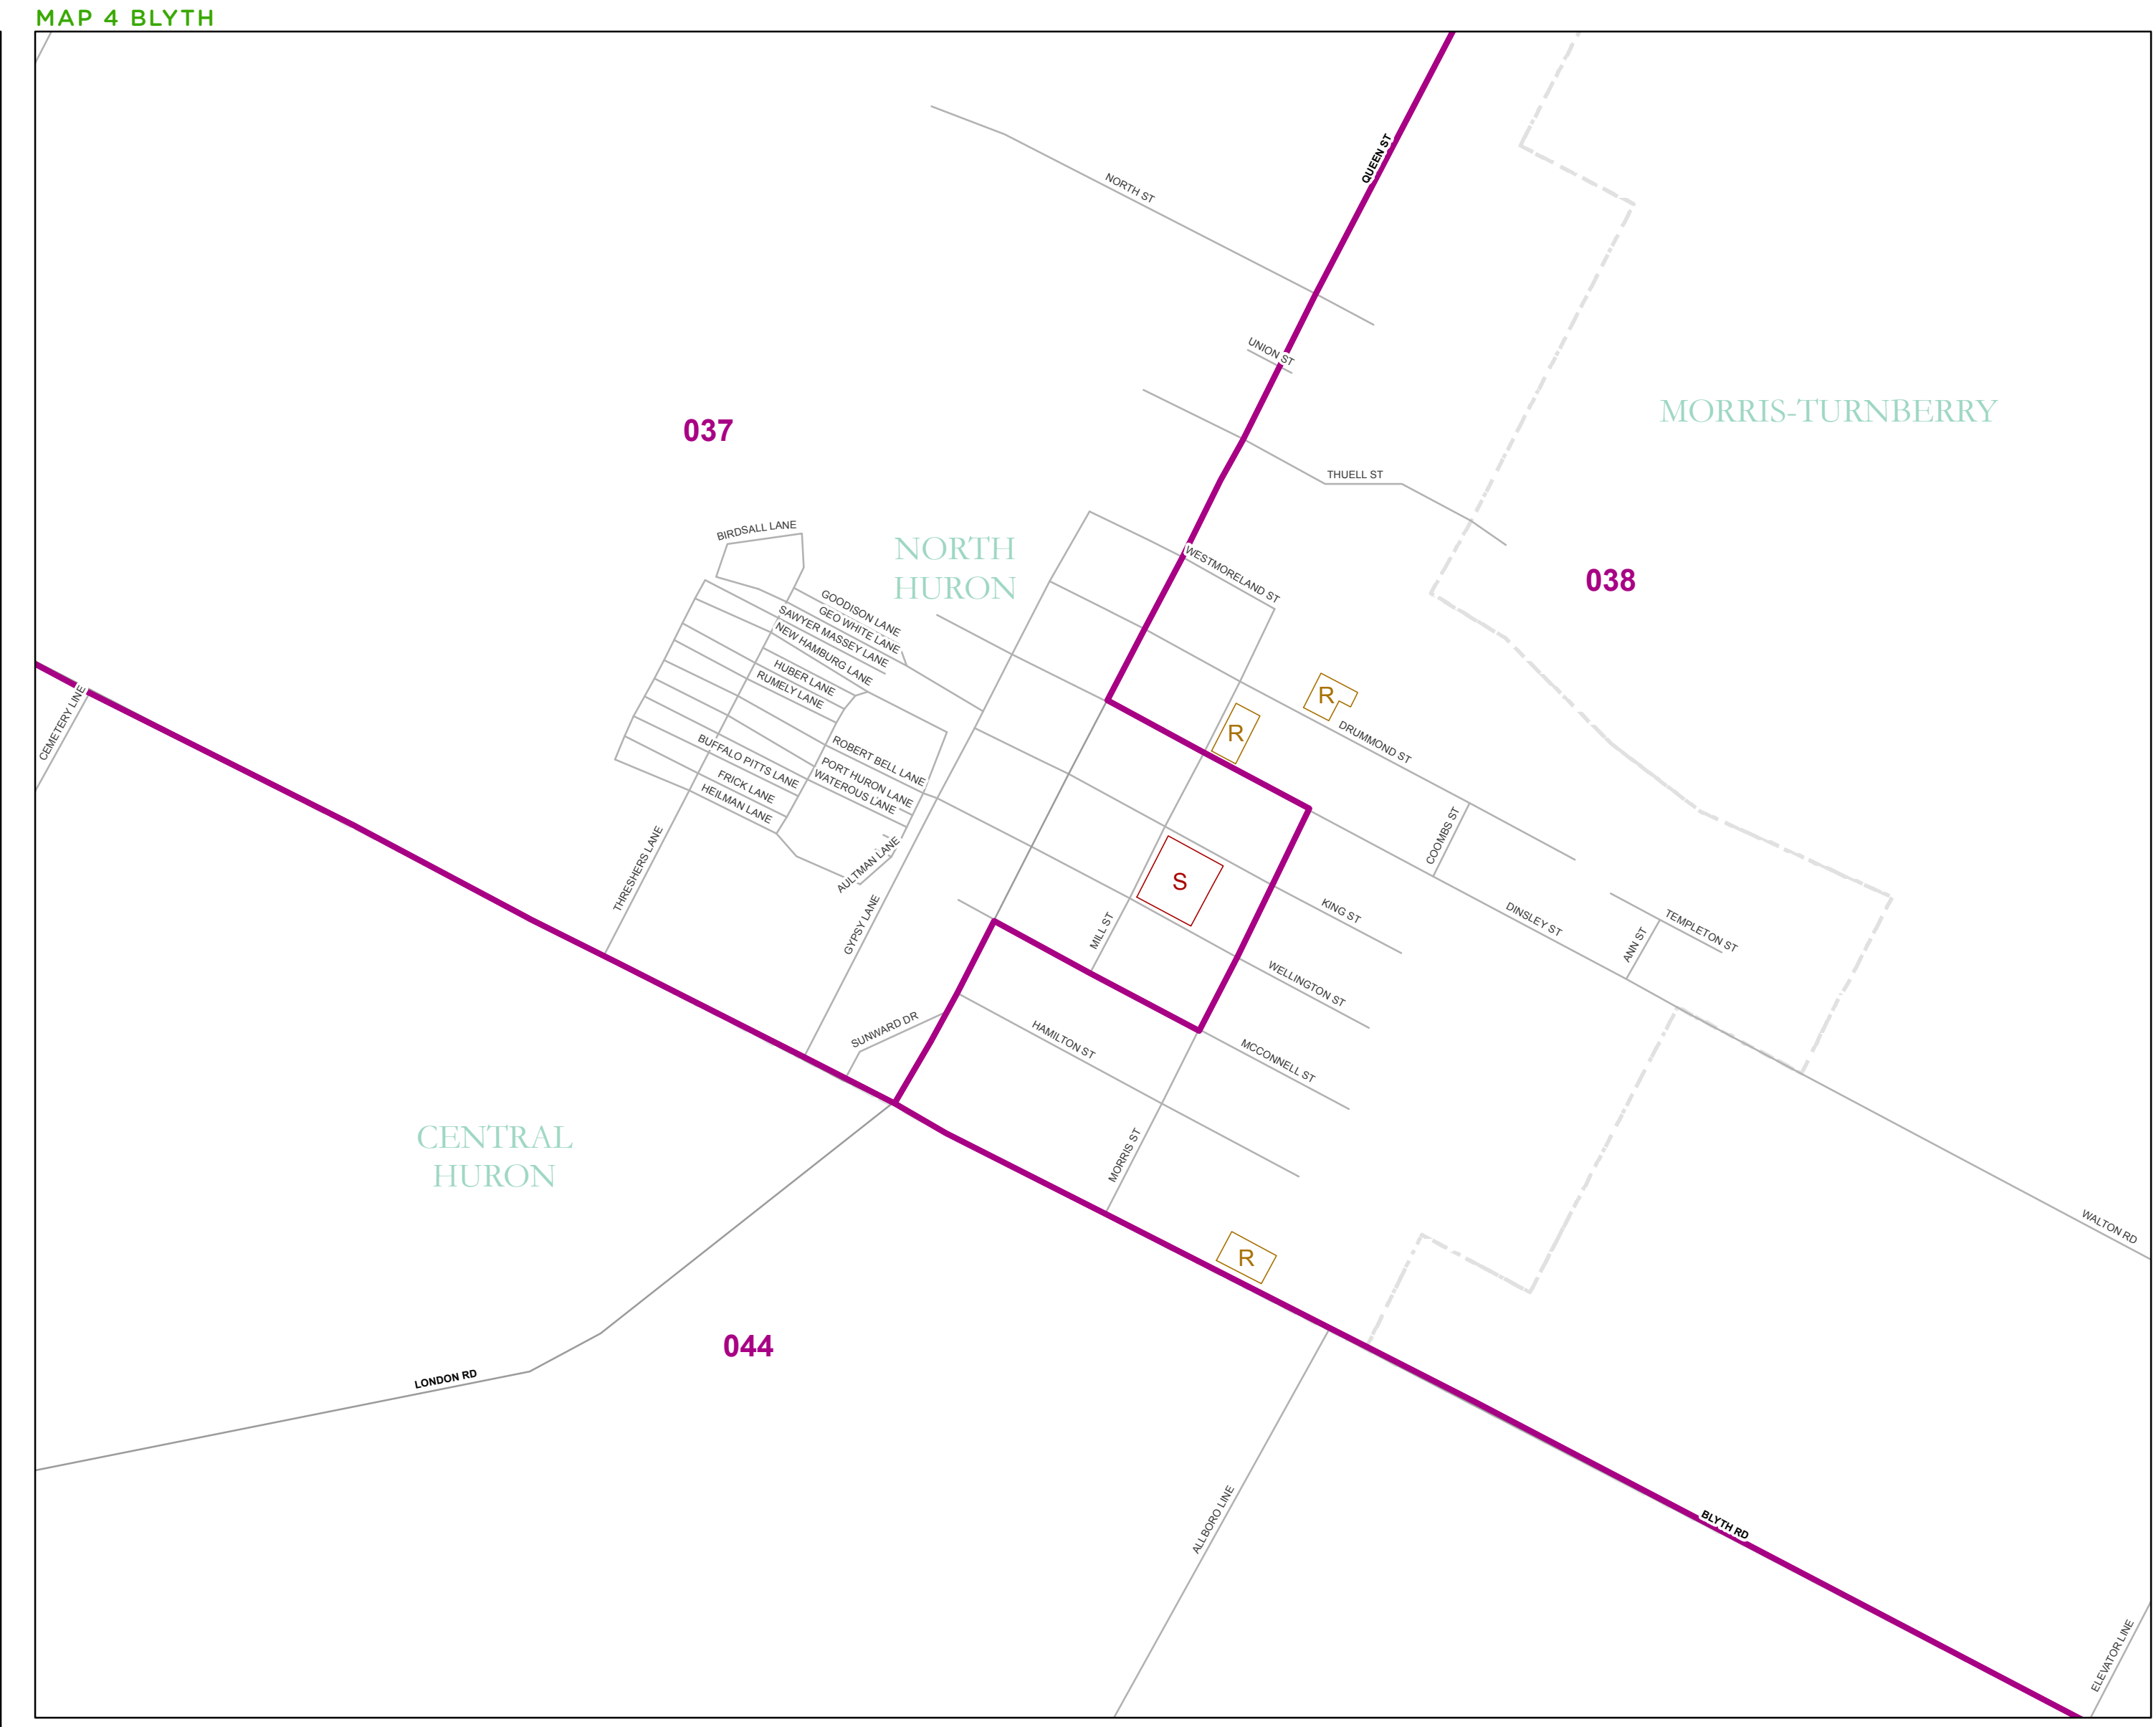 MAP 4 BLYTH
QUEEN ST
NORTH ST
UNION ST
MORRIS-TURNBERRY
037
THUELL ST
BIRDSALL LANE
NORTH
HURON
WESTMORELAND ST
038
GOODISON LANE
GEO WHITE LANE
SAWYER MASSEY LANE
NEW HAMBURG LANE
HUBER LANE
RUMELY LANE
R
R
CEMETERY LINE
DRUMMOND ST
ROBERT BELL LANE
BUFFALO PITTS LANE
PORT HURON LANE
WATEROUS LANE
FRICK LANE
HEILMAN LANE
COOMBS ST
AULTMAN LANE
THRESHERS LANE
S
GYPSY LANE
MILL ST
KING ST
DINSLEY ST
TEMPLETON ST
ANN ST
WELLINGTON ST
SUNWARD DR
HAMILTON ST
MCCONNELL ST
CENTRAL
HURON
MORRIS ST
WALTON RD
R
044
LONDON RD
ALLBORO LINE
BLYTH RD
ELEVATOR LINE